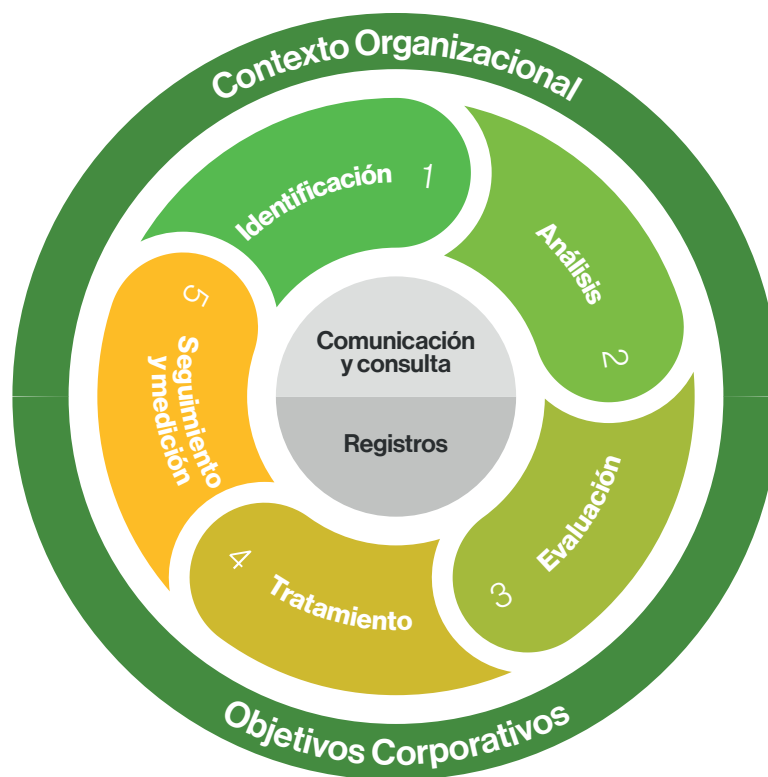 Contexto Organizacional
Identificación 1
Análisis 2
Evaluación 3
Tratamiento 4
Seguimiento
y medición 5
Comunicación
y consulta
Registros
Objetivos Corporativos